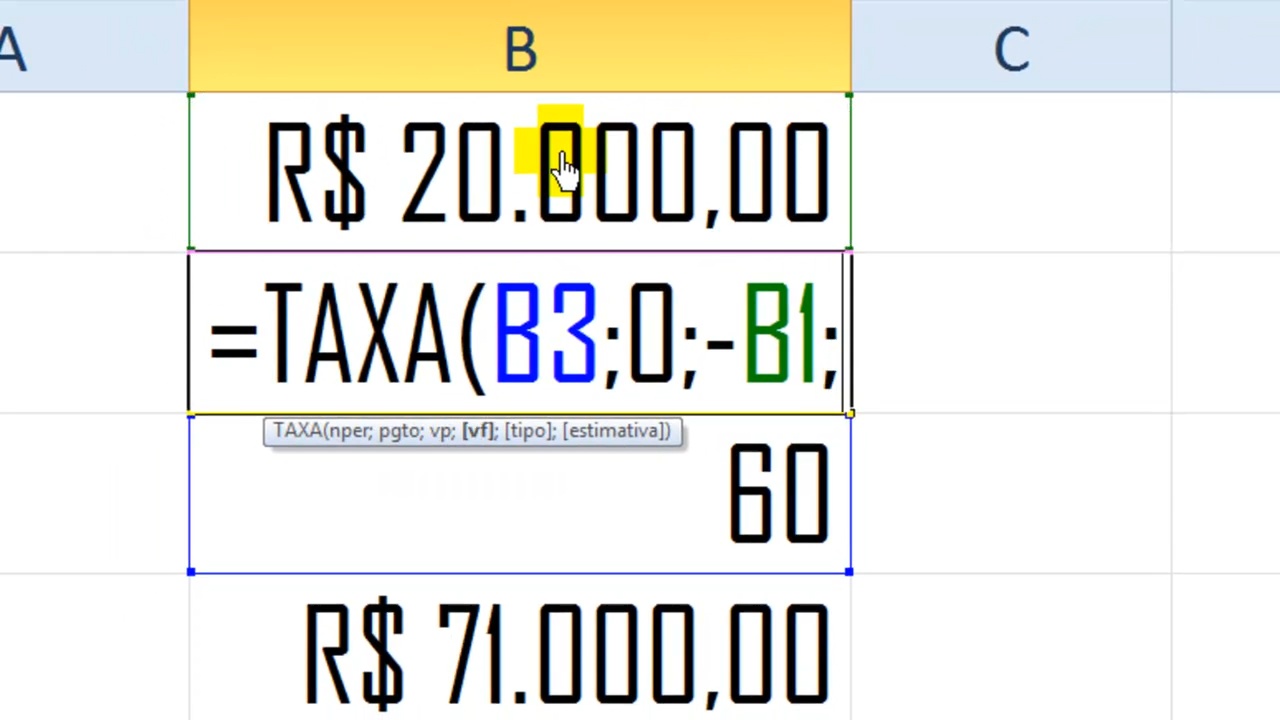 A B C
R$ 20.000,00
=TAXA(B3;0;-B1;
TAXA(nper; pgto; vp; [vf]; [tipo]; [estimativa])
60
R$ 71.000,00